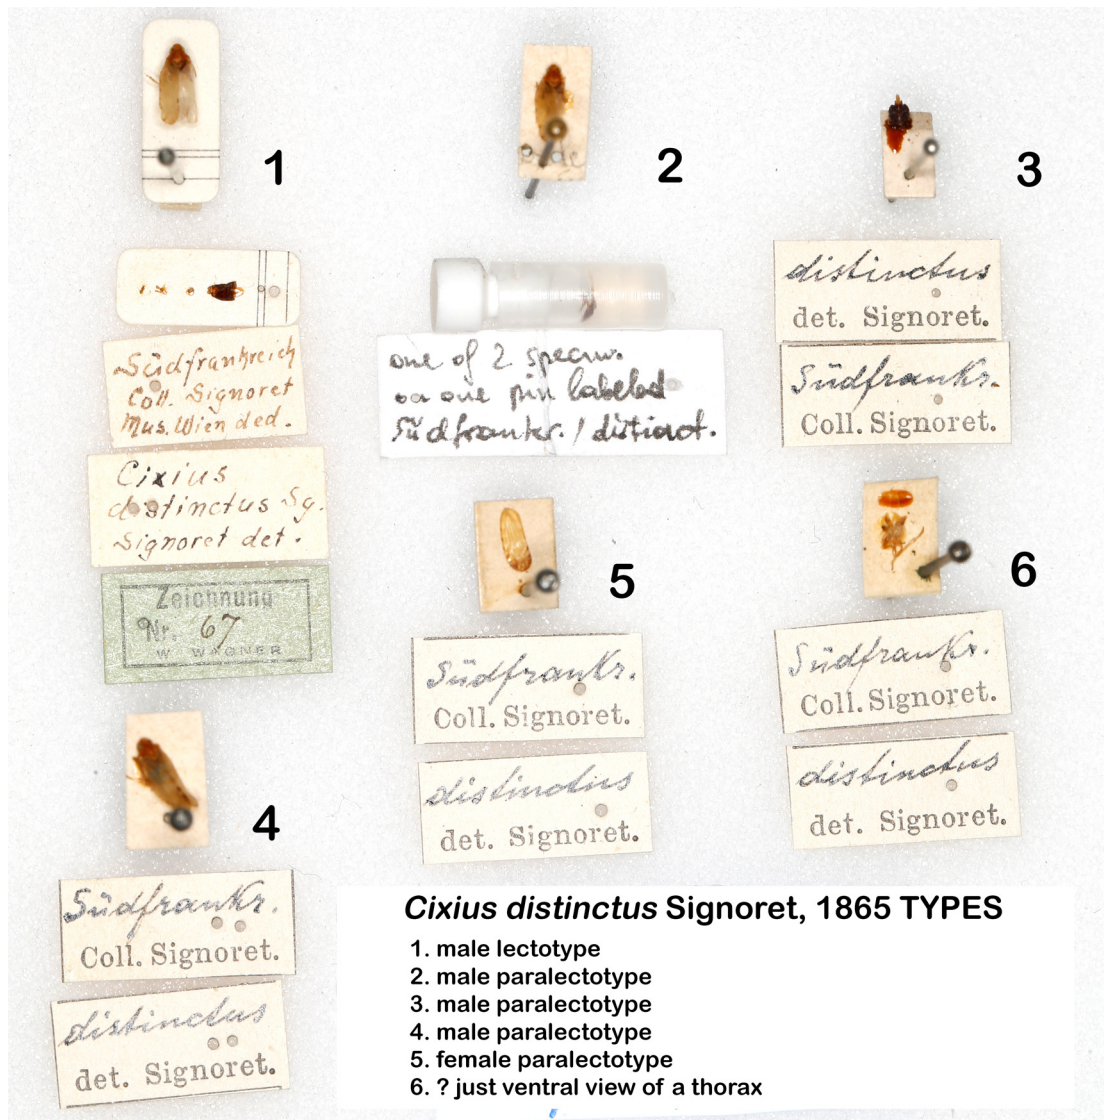 1
Südfrankreich
Coll. Signoret
Mus. Wien ded.
Cixius
distinctus Sg.
Signoret det.
Zeichnung
Nr. 67
W. WAGNER
2
one of 2 specim.
on one pin labeled
Südfrankr. / distinct.
3
distinctus
det. Signoret.
Südfrankr.
Coll. Signoret.
4
Südfrankr.
Coll. Signoret.
distinctus
det. Signoret.
5
Südfrankr.
Coll. Signoret.
distinctus
det. Signoret.
6
Südfrankr.
Coll. Signoret.
distinctus
det. Signoret.
Cixius distinctus Signoret, 1865 TYPES
1. male lectotype
2. male paralectotype
3. male paralectotype
4. male paralectotype
5. female paralectotype
6. ? just ventral view of a thorax